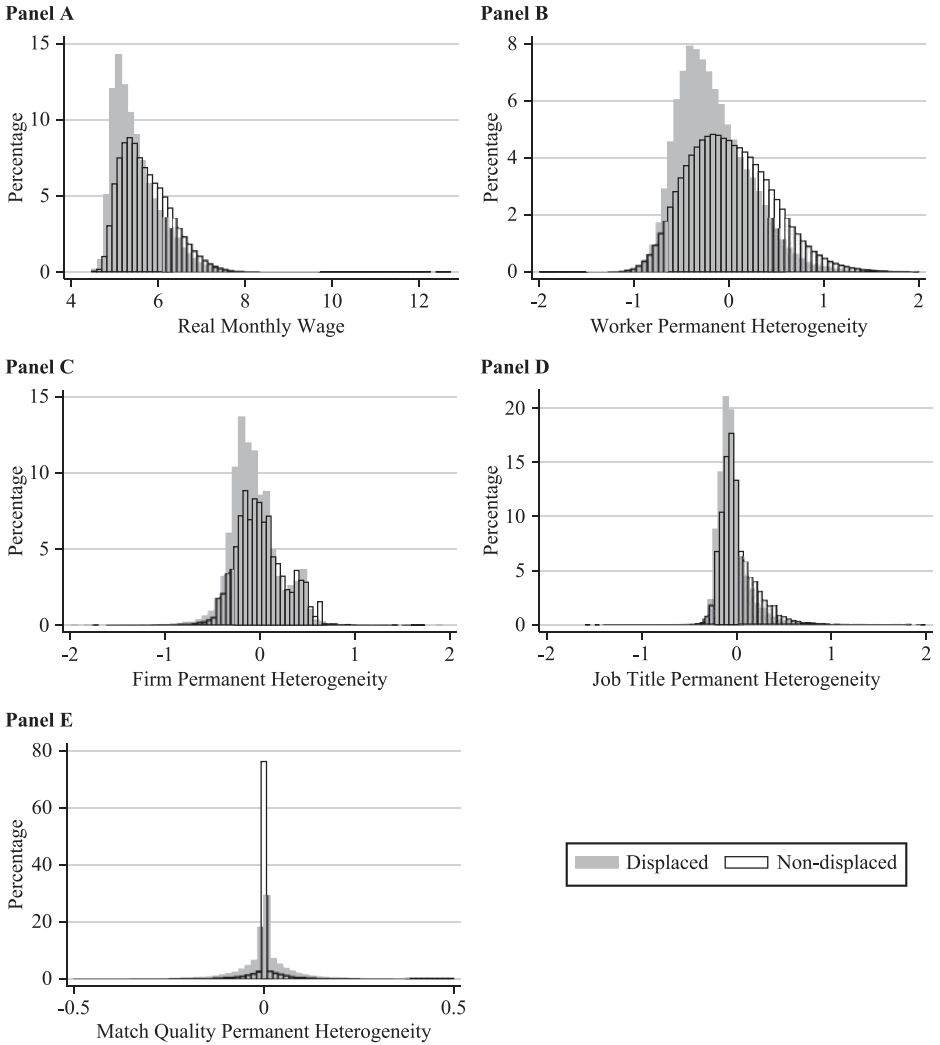 Panel A
Percentage
15
10
5
0
4 6 8 10 12
Real Monthly Wage
Panel B
Percentage
8
6
4
2
0
-2 -1 0 1 2
Worker Permanent Heterogeneity
Panel C
Percentage
15
10
5
0
-2 -1 0 1 2
Firm Permanent Heterogeneity
Panel D
Percentage
20
15
10
5
0
-2 -1 0 1 2
Job Title Permanent Heterogeneity
Panel E
Percentage
80
60
40
20
0
-0.5 0 0.5
Match Quality Permanent Heterogeneity
Displaced Non-displaced